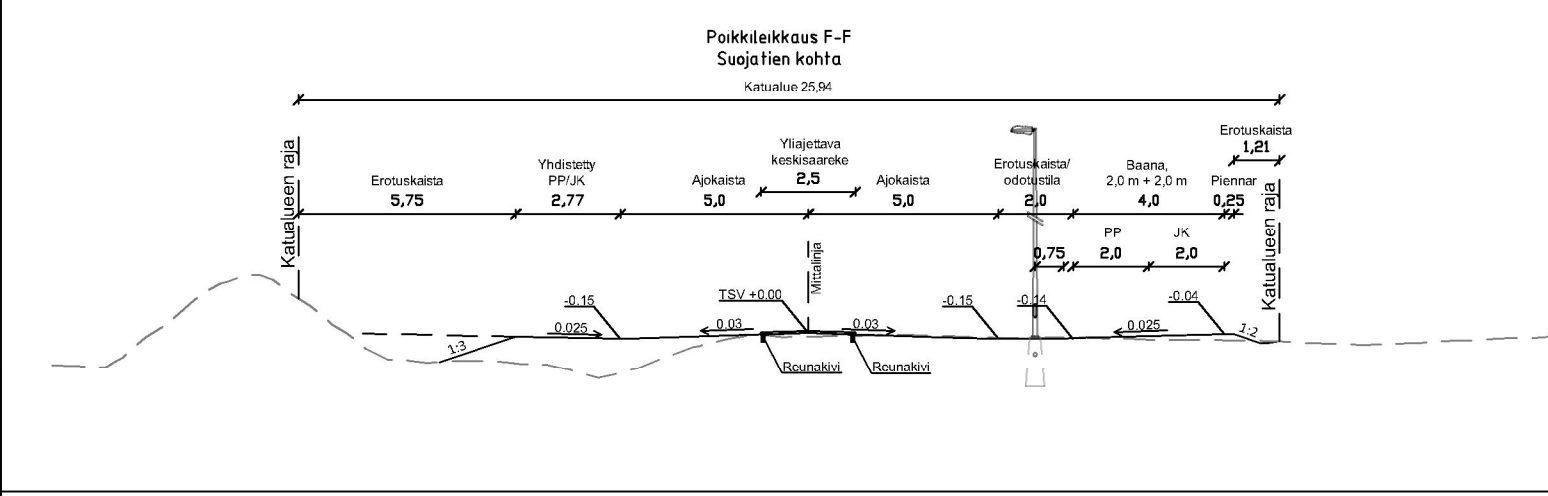 Poikkileikkaus F-F
Suojatien kohta
Katualue 25,94
Katualueen raja
Erotuskaista
5,75
Yhdistetty
PP/JK
2,77
Ajokaista
5,0
Yliajettava
keskisaareke
2,5
Ajokaista
5,0
Erotuskaista/
odotustila
2,0
Baana,
2,0 m + 2,0 m
4,0
Piennar
0,25
Erotuskaista
1,21
Katualueen raja
0,75
PP
2,0
JK
2,0
Mittalinja
-0.15
TSV +0.00
-0.15
-0.14
-0.04
0.025
0.03
0.03
0.025
1:2
1:3
Reunakivi
Reunakivi